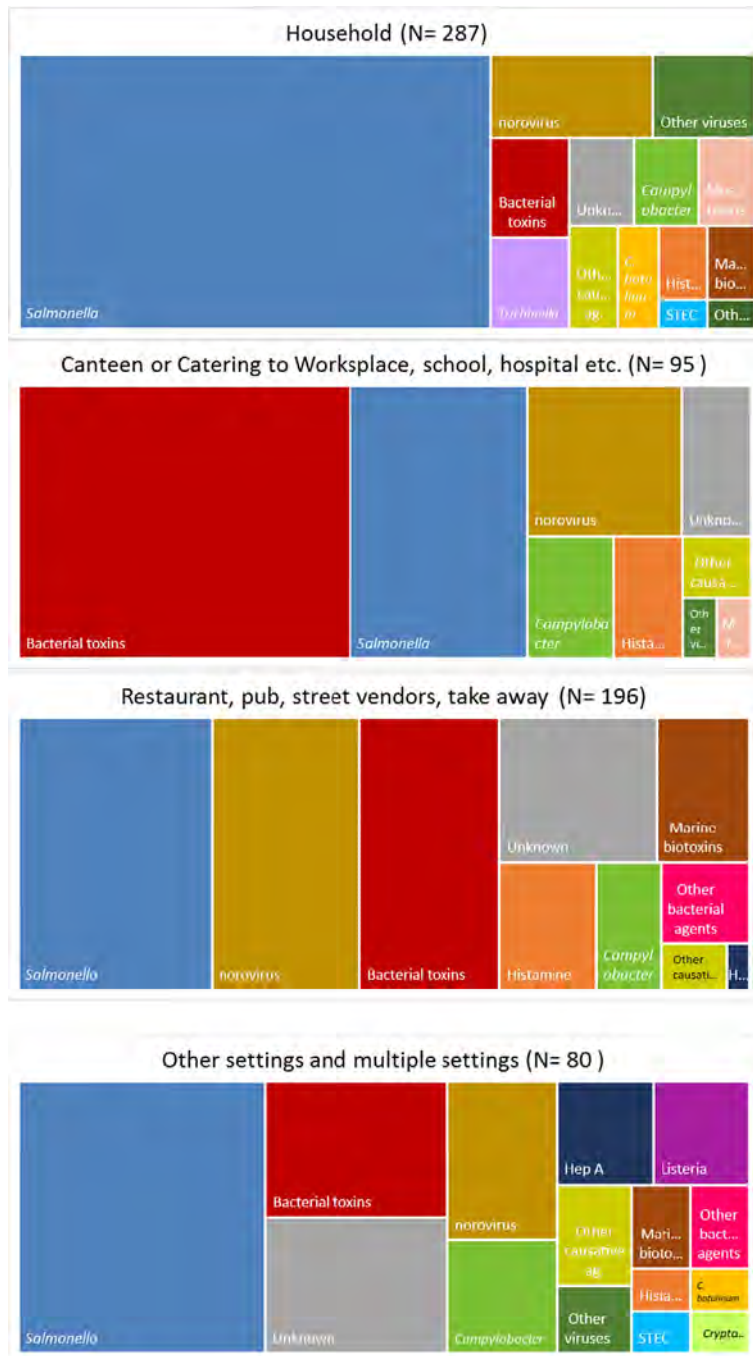 Household (N= 287)
norovirus
Other viruses
Bacterial
toxins
Unkn...
Campyl
obacter
Salmonella
Trichinella
Oth...
ag.
C.
Hist...
Ma...
bio...
STEC
Oth...
Canteen or Catering to Worksplace, school, hospital etc. (N= 95 )
norovirus
Unkno...
Other
causa...
Bacterial toxins
Salmonella
Campyloba
cter
Hista...
Oth
er
vi...
M
Restaurant, pub, street vendors, take away (N= 196)
Unknown
Marine
biotoxins
Other
bacterial
agents
Salmonella
norovirus
Bacterial toxins
Histamine
Campyl
obacter
Other
causati...
H...
Other settings and multiple settings (N= 80 )
Hep A
Listeria
Bacterial toxins
norovirus
Other
causative
ag
Mari...
bioto...
Other
bact...
agents
Hista...
C.
botulinum
Salmonella
Unknown
Campylobacter
Other
viruses
STEC
Crypto...